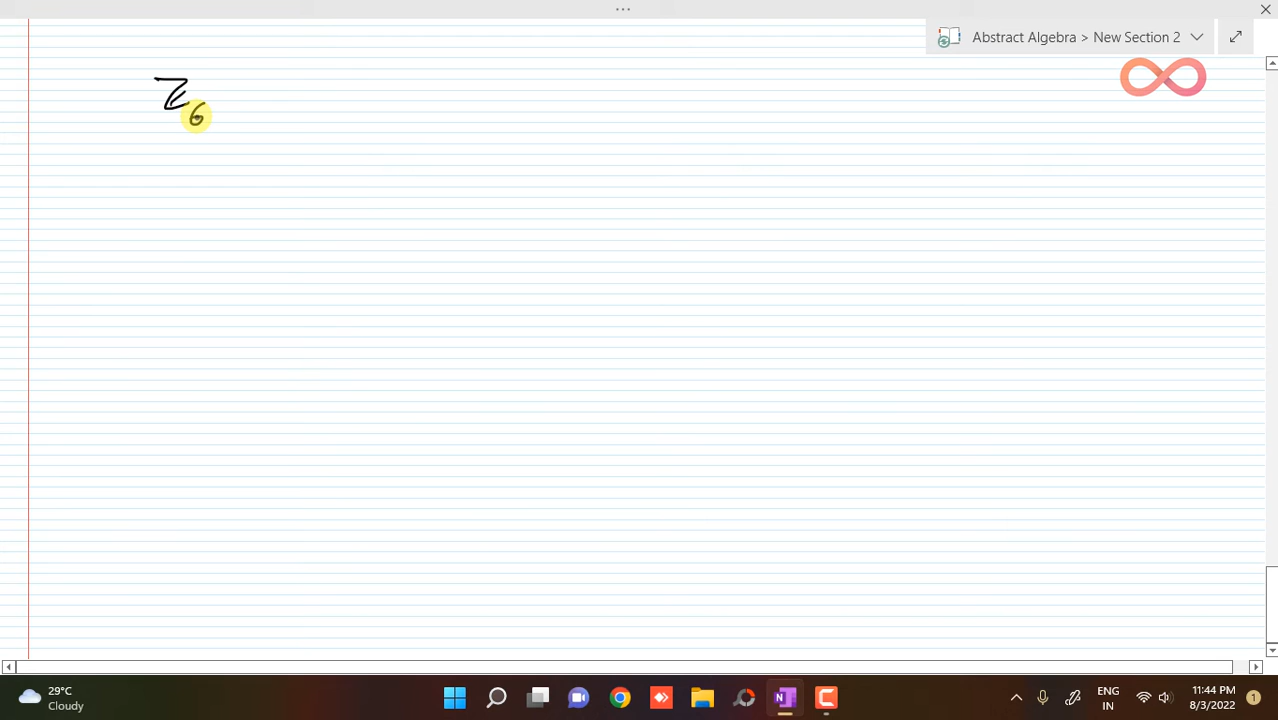 ...
Abstract Algebra > New Section 2
ℤ₆
29°C
Cloudy
ENG
IN
11:44 PM
8/3/2022
1